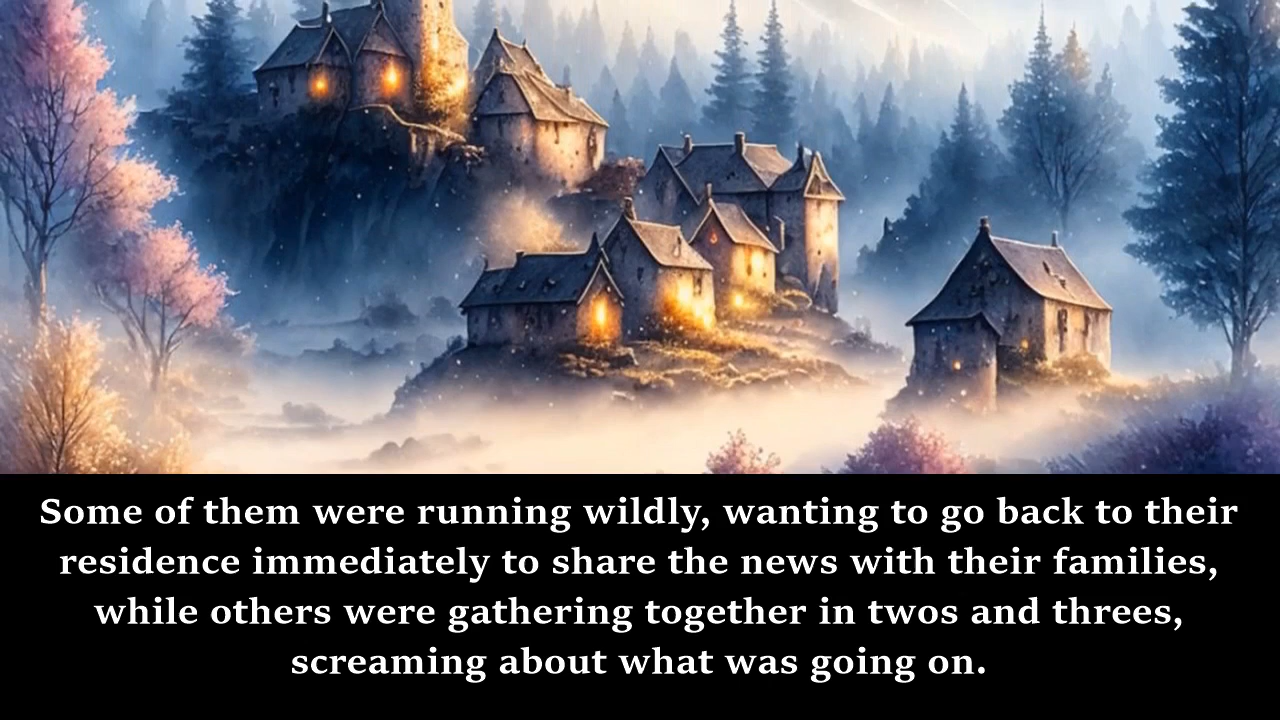 Some of them were running wildly, wanting to go back to their
residence immediately to share the news with their families,
while others were gathering together in twos and threes,
screaming about what was going on.